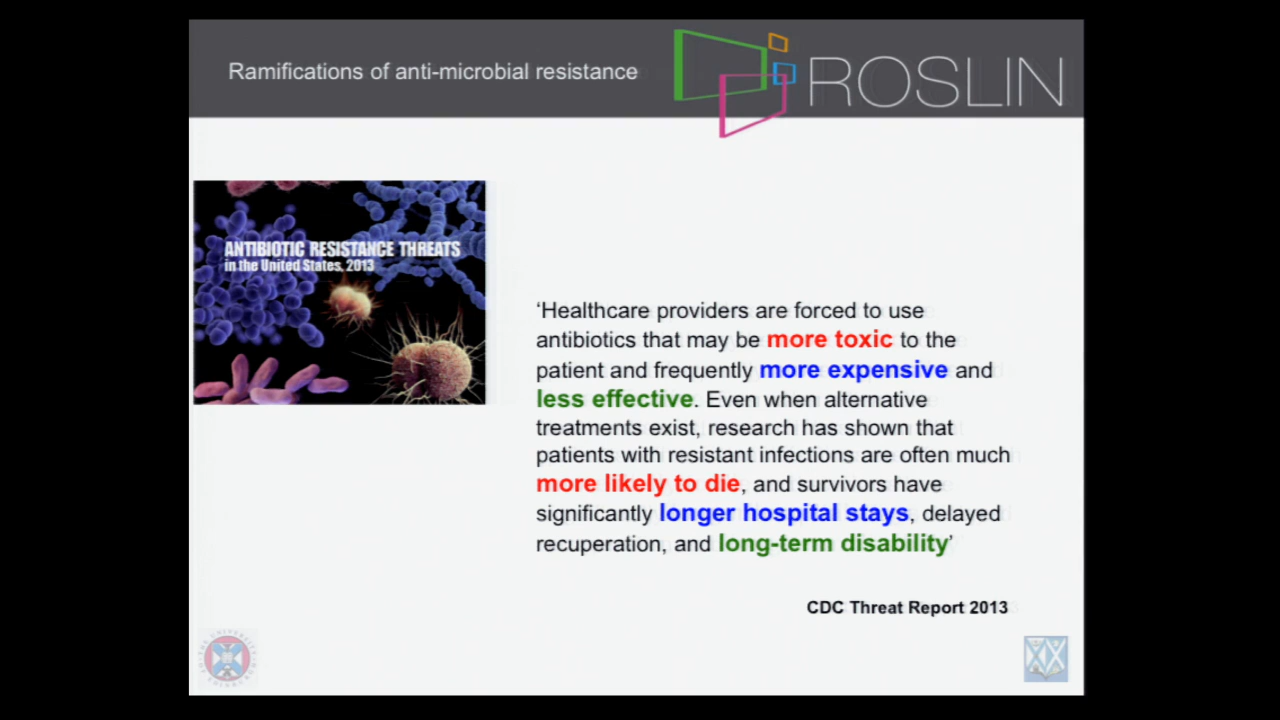 Ramifications of anti-microbial resistance
ROSLIN
ANTIBIOTIC RESISTANCE THREATS
in the United States, 2013
‘Healthcare providers are forced to use
antibiotics that may be more toxic to the
patient and frequently more expensive and
less effective. Even when alternative
treatments exist, research has shown that
patients with resistant infections are often much
more likely to die, and survivors have
significantly longer hospital stays, delayed
recuperation, and long-term disability’
CDC Threat Report 2013